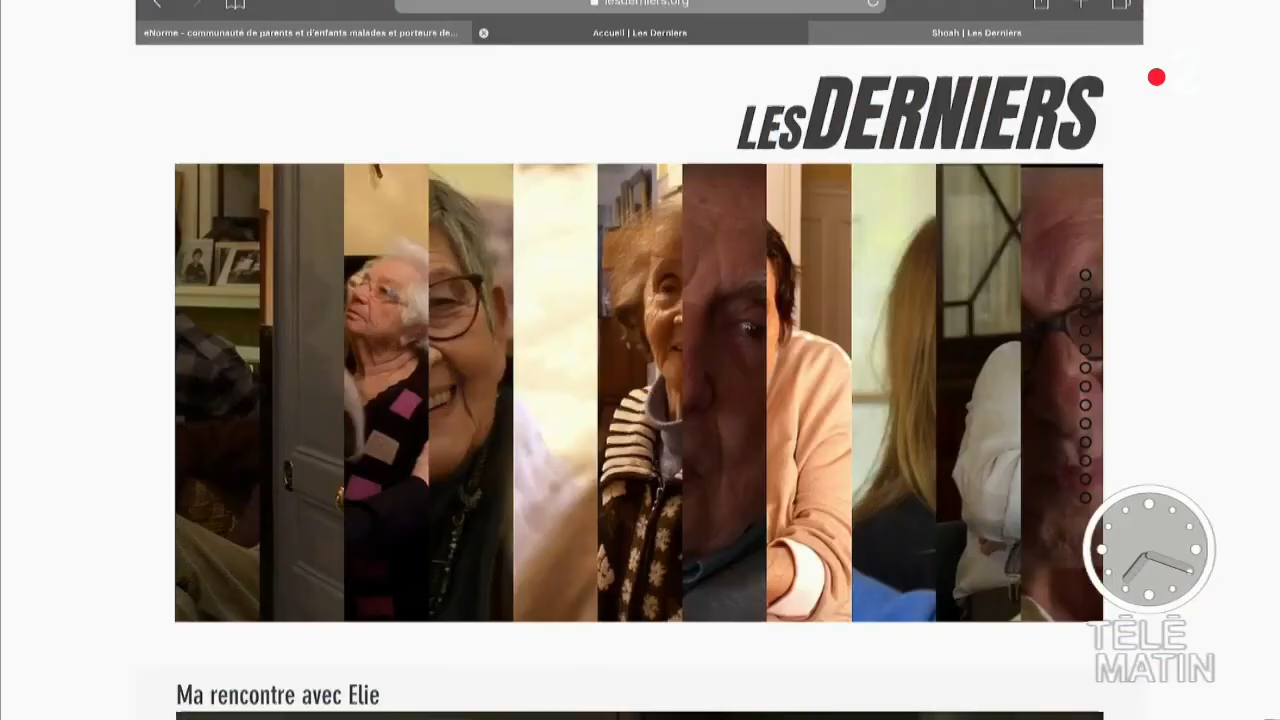 lesderniers.org
eNorme - communauté de parents et d'enfants malades et porteurs de...
Accueil | Les Derniers
Shoah | Les Derniers
2
LES DERNIERS
TÉLÉ
MATIN
Ma rencontre avec Elie